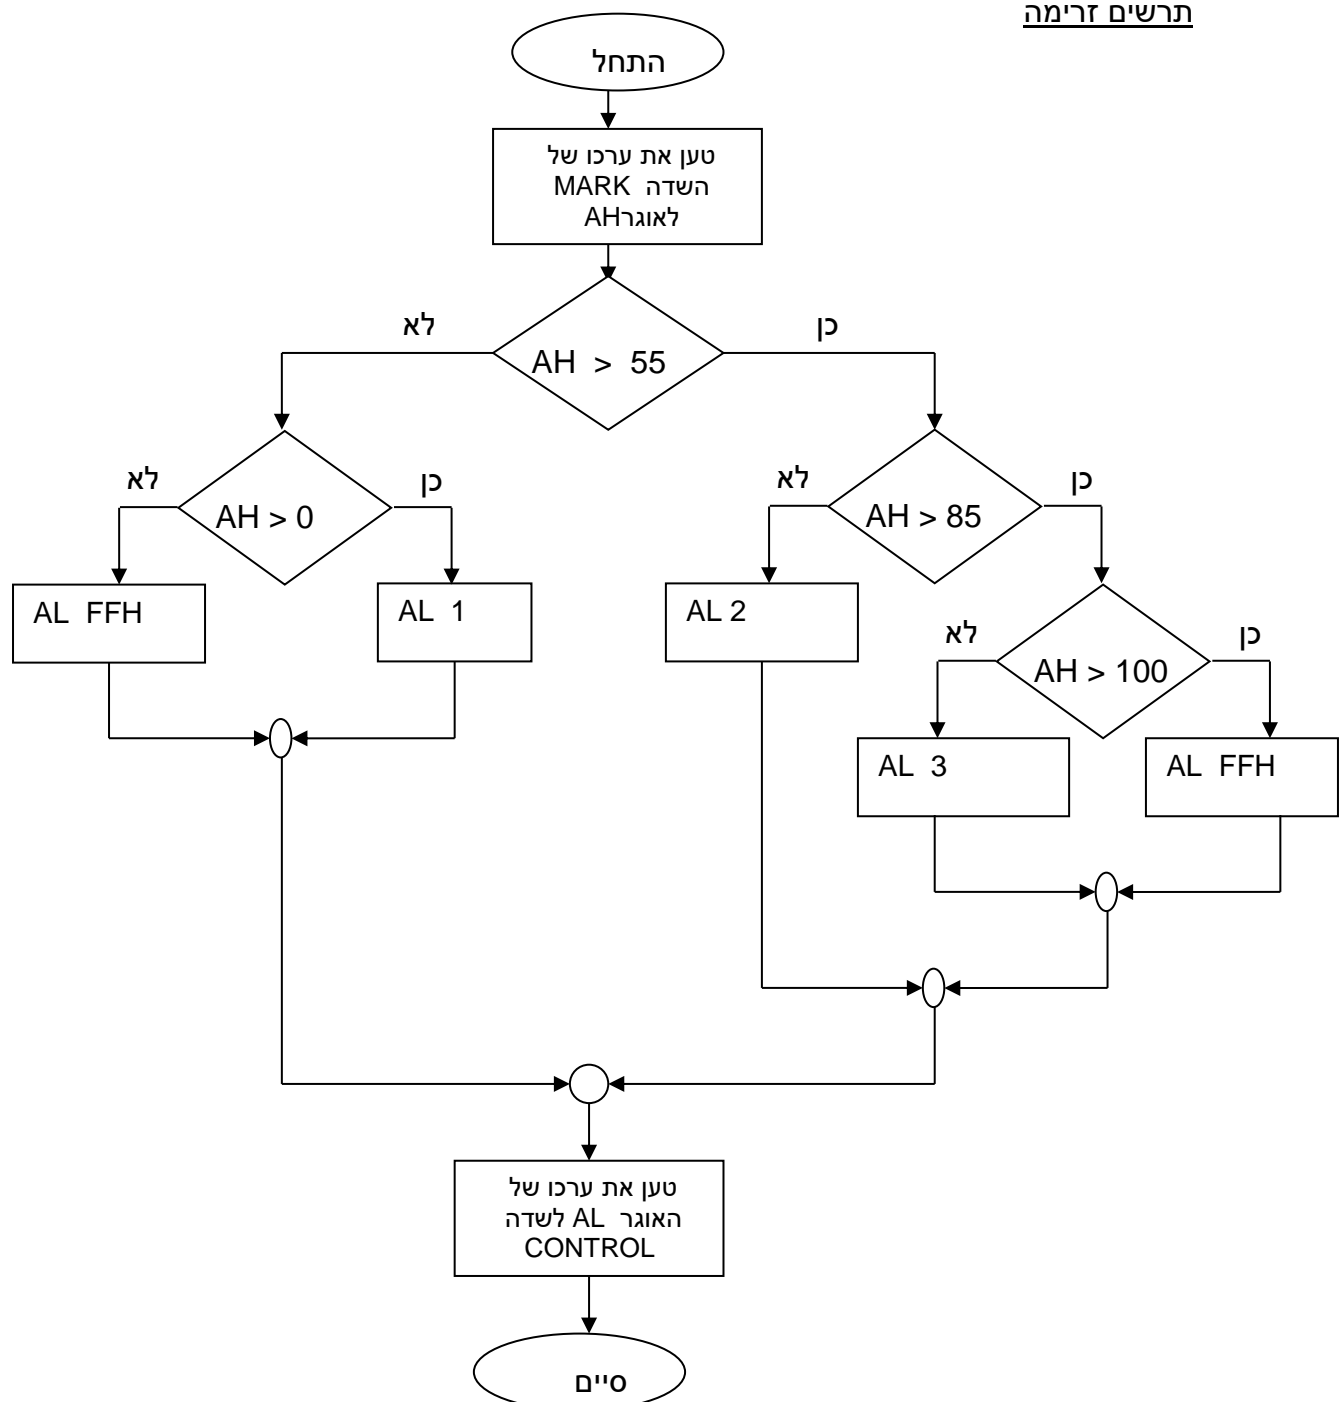 תרשים זרימה
התחל
טען את ערכו של
השדה MARK
לאוגרAH
לא
כן
AH > 55
לא
כן
AH > 0
לא
כן
AH > 85
AL FFH
AL 1
AL 2
לא
כן
AH > 100
AL 3
AL FFH
טען את ערכו של
האוגר AL לשדה
CONTROL
סיים